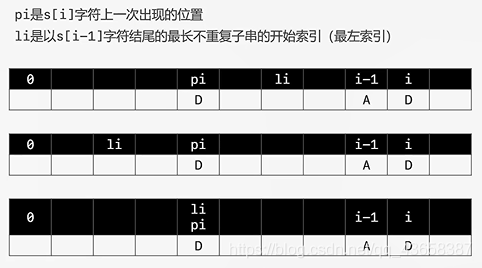 pi是s[i]字符上一次出现的位置
li是以s[i-1]字符结尾的最长不重复子串的开始索引（最左索引）
0 pi li i-1 i
D A D
0 li pi i-1 i
D A D
0 li pi i-1 i
D A D
https://blog.csdn.net/qq_43658387